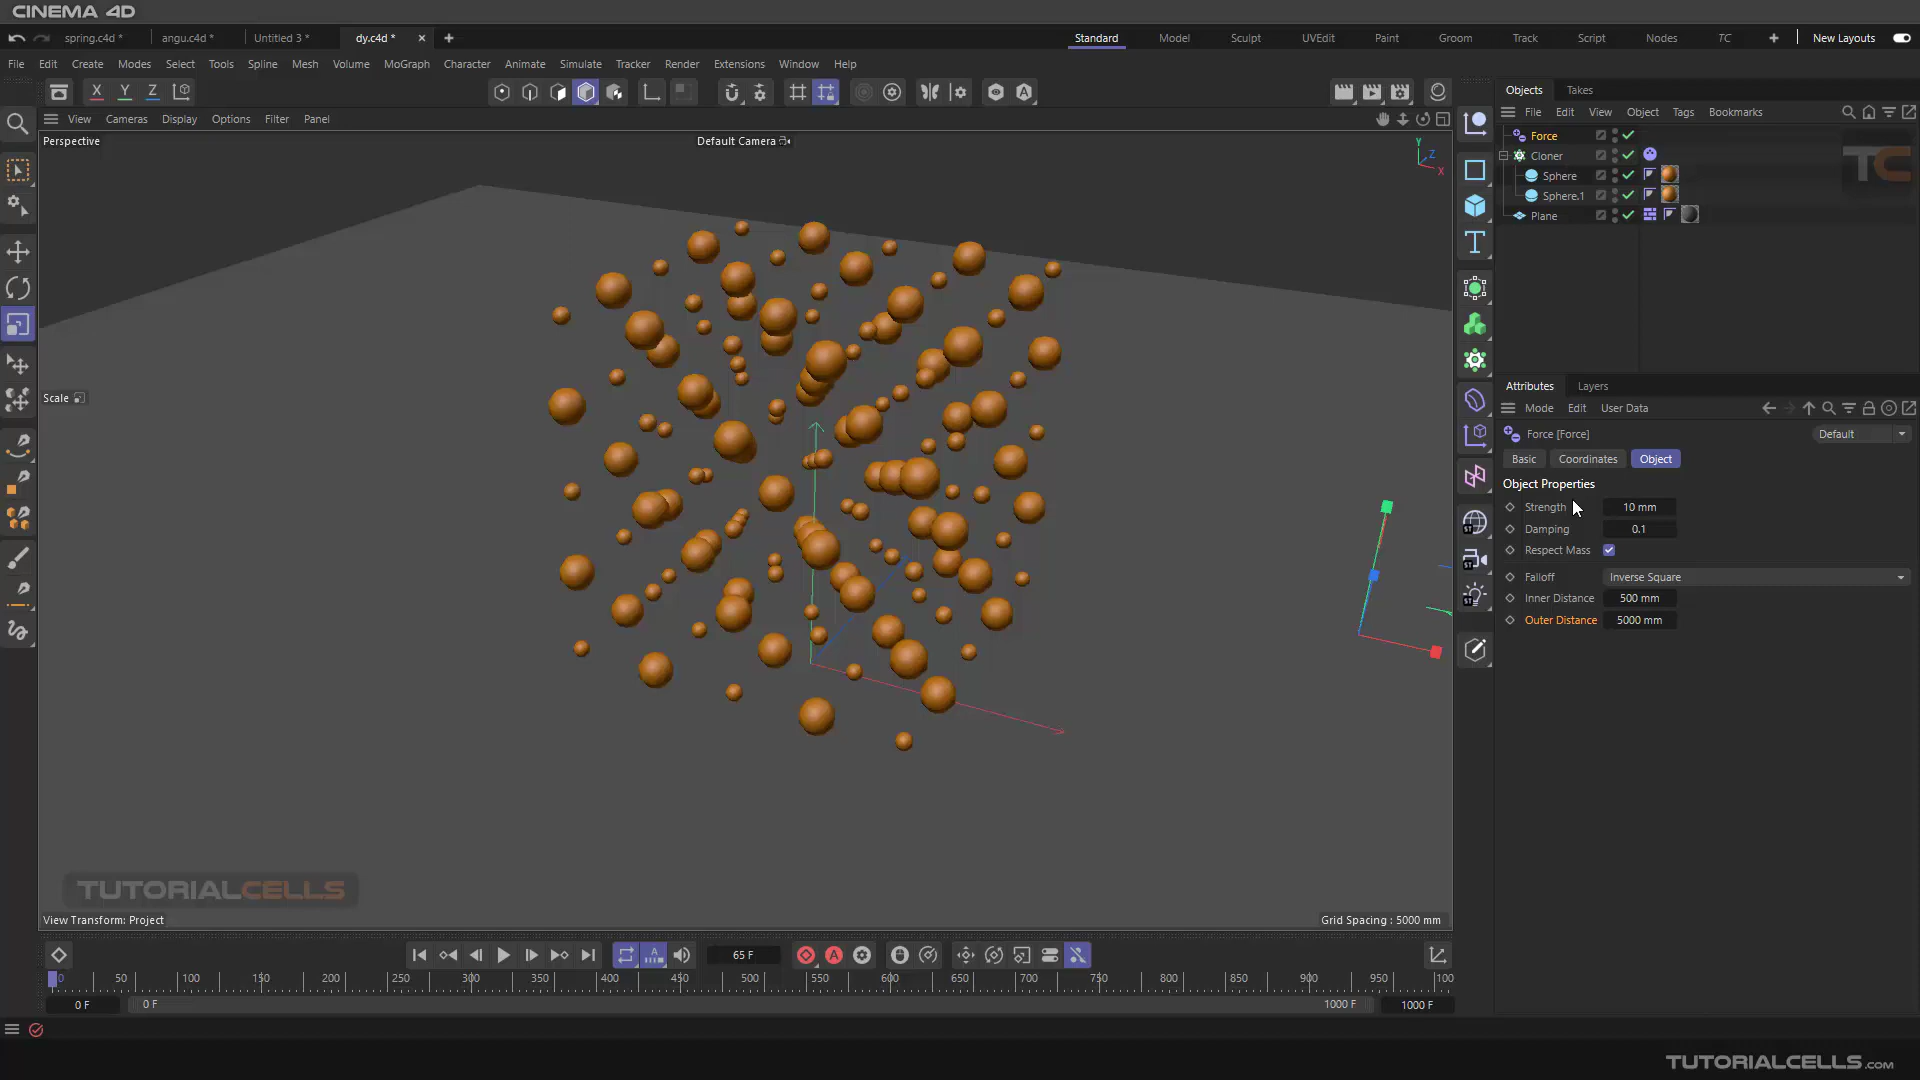 CINEMA 4D
spring.c4d * angu.c4d * Untitled 3 * dy.c4d * Standard Model Sculpt UVEdit Paint Groom Track Script Nodes TC New Layouts
File Edit Create Modes Select Tools Spline Mesh Volume MoGraph Character Animate Simulate Tracker Render Extensions Window Help
X Y Z
Objects Takes
File Edit View Object Tags Bookmarks
View Cameras Display Options Filter Panel
Perspective
Default Camera
Y
Z
X
Force
Cloner
Sphere
Sphere.1
Plane
TC
Attributes Layers
Mode Edit User Data
Scale
Force [Force]
Default
Basic Coordinates Object
Object Properties
Strength 10 mm
Damping 0.1
Respect Mass
Falloff Inverse Square
Inner Distance 500 mm
Outer Distance 5000 mm
ST
ST
ST
TUTORIALCELLS
View Transform: Project
Grid Spacing : 5000 mm
65 F
0 50 100 150 200 250 300 350 400 450 500 550 600 650 700 750 800 850 900 950 100
0 F 0 F 1000 F 1000 F
TUTORIALCELLS.COM